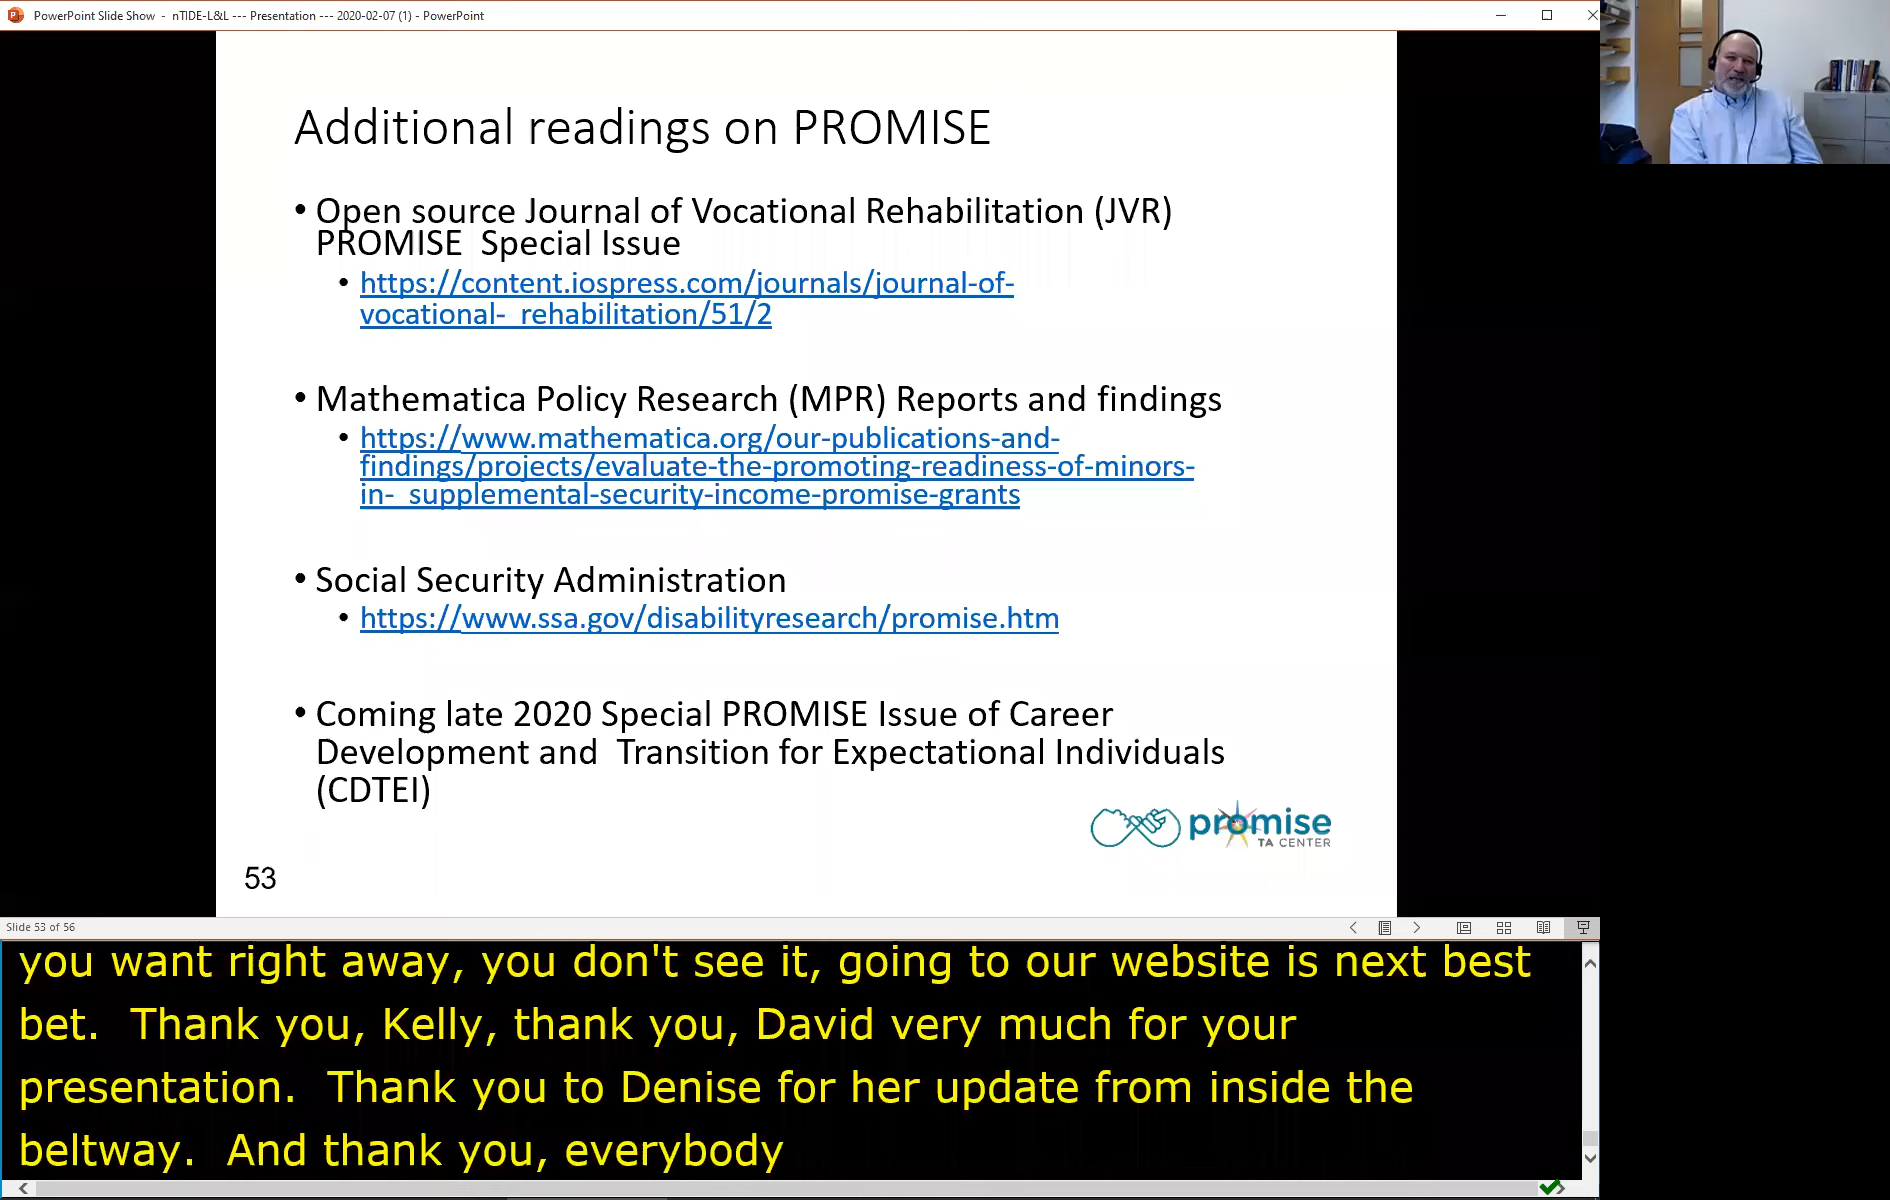 PowerPoint Slide Show - nTIDE-L&L --- Presentation --- 2020-02-07 (1) - PowerPoint
Additional readings on PROMISE
• Open source Journal of Vocational Rehabilitation (JVR)
PROMISE Special Issue
• https://content.iospress.com/journals/journal-of-
vocational- rehabilitation/51/2
• Mathematica Policy Research (MPR) Reports and findings
• https://www.mathematica.org/our-publications-and-
findings/projects/evaluate-the-promoting-readiness-of-minors-
in- supplemental-security-income-promise-grants
• Social Security Administration
• https://www.ssa.gov/disabilityresearch/promise.htm
• Coming late 2020 Special PROMISE Issue of Career
Development and Transition for Expectational Individuals
(CDTEI)
promise
TA CENTER
53
Slide 53 of 56
you want right away, you don't see it, going to our website is next best
bet. Thank you, Kelly, thank you, David very much for your
presentation. Thank you to Denise for her update from inside the
beltway. And thank you, everybody